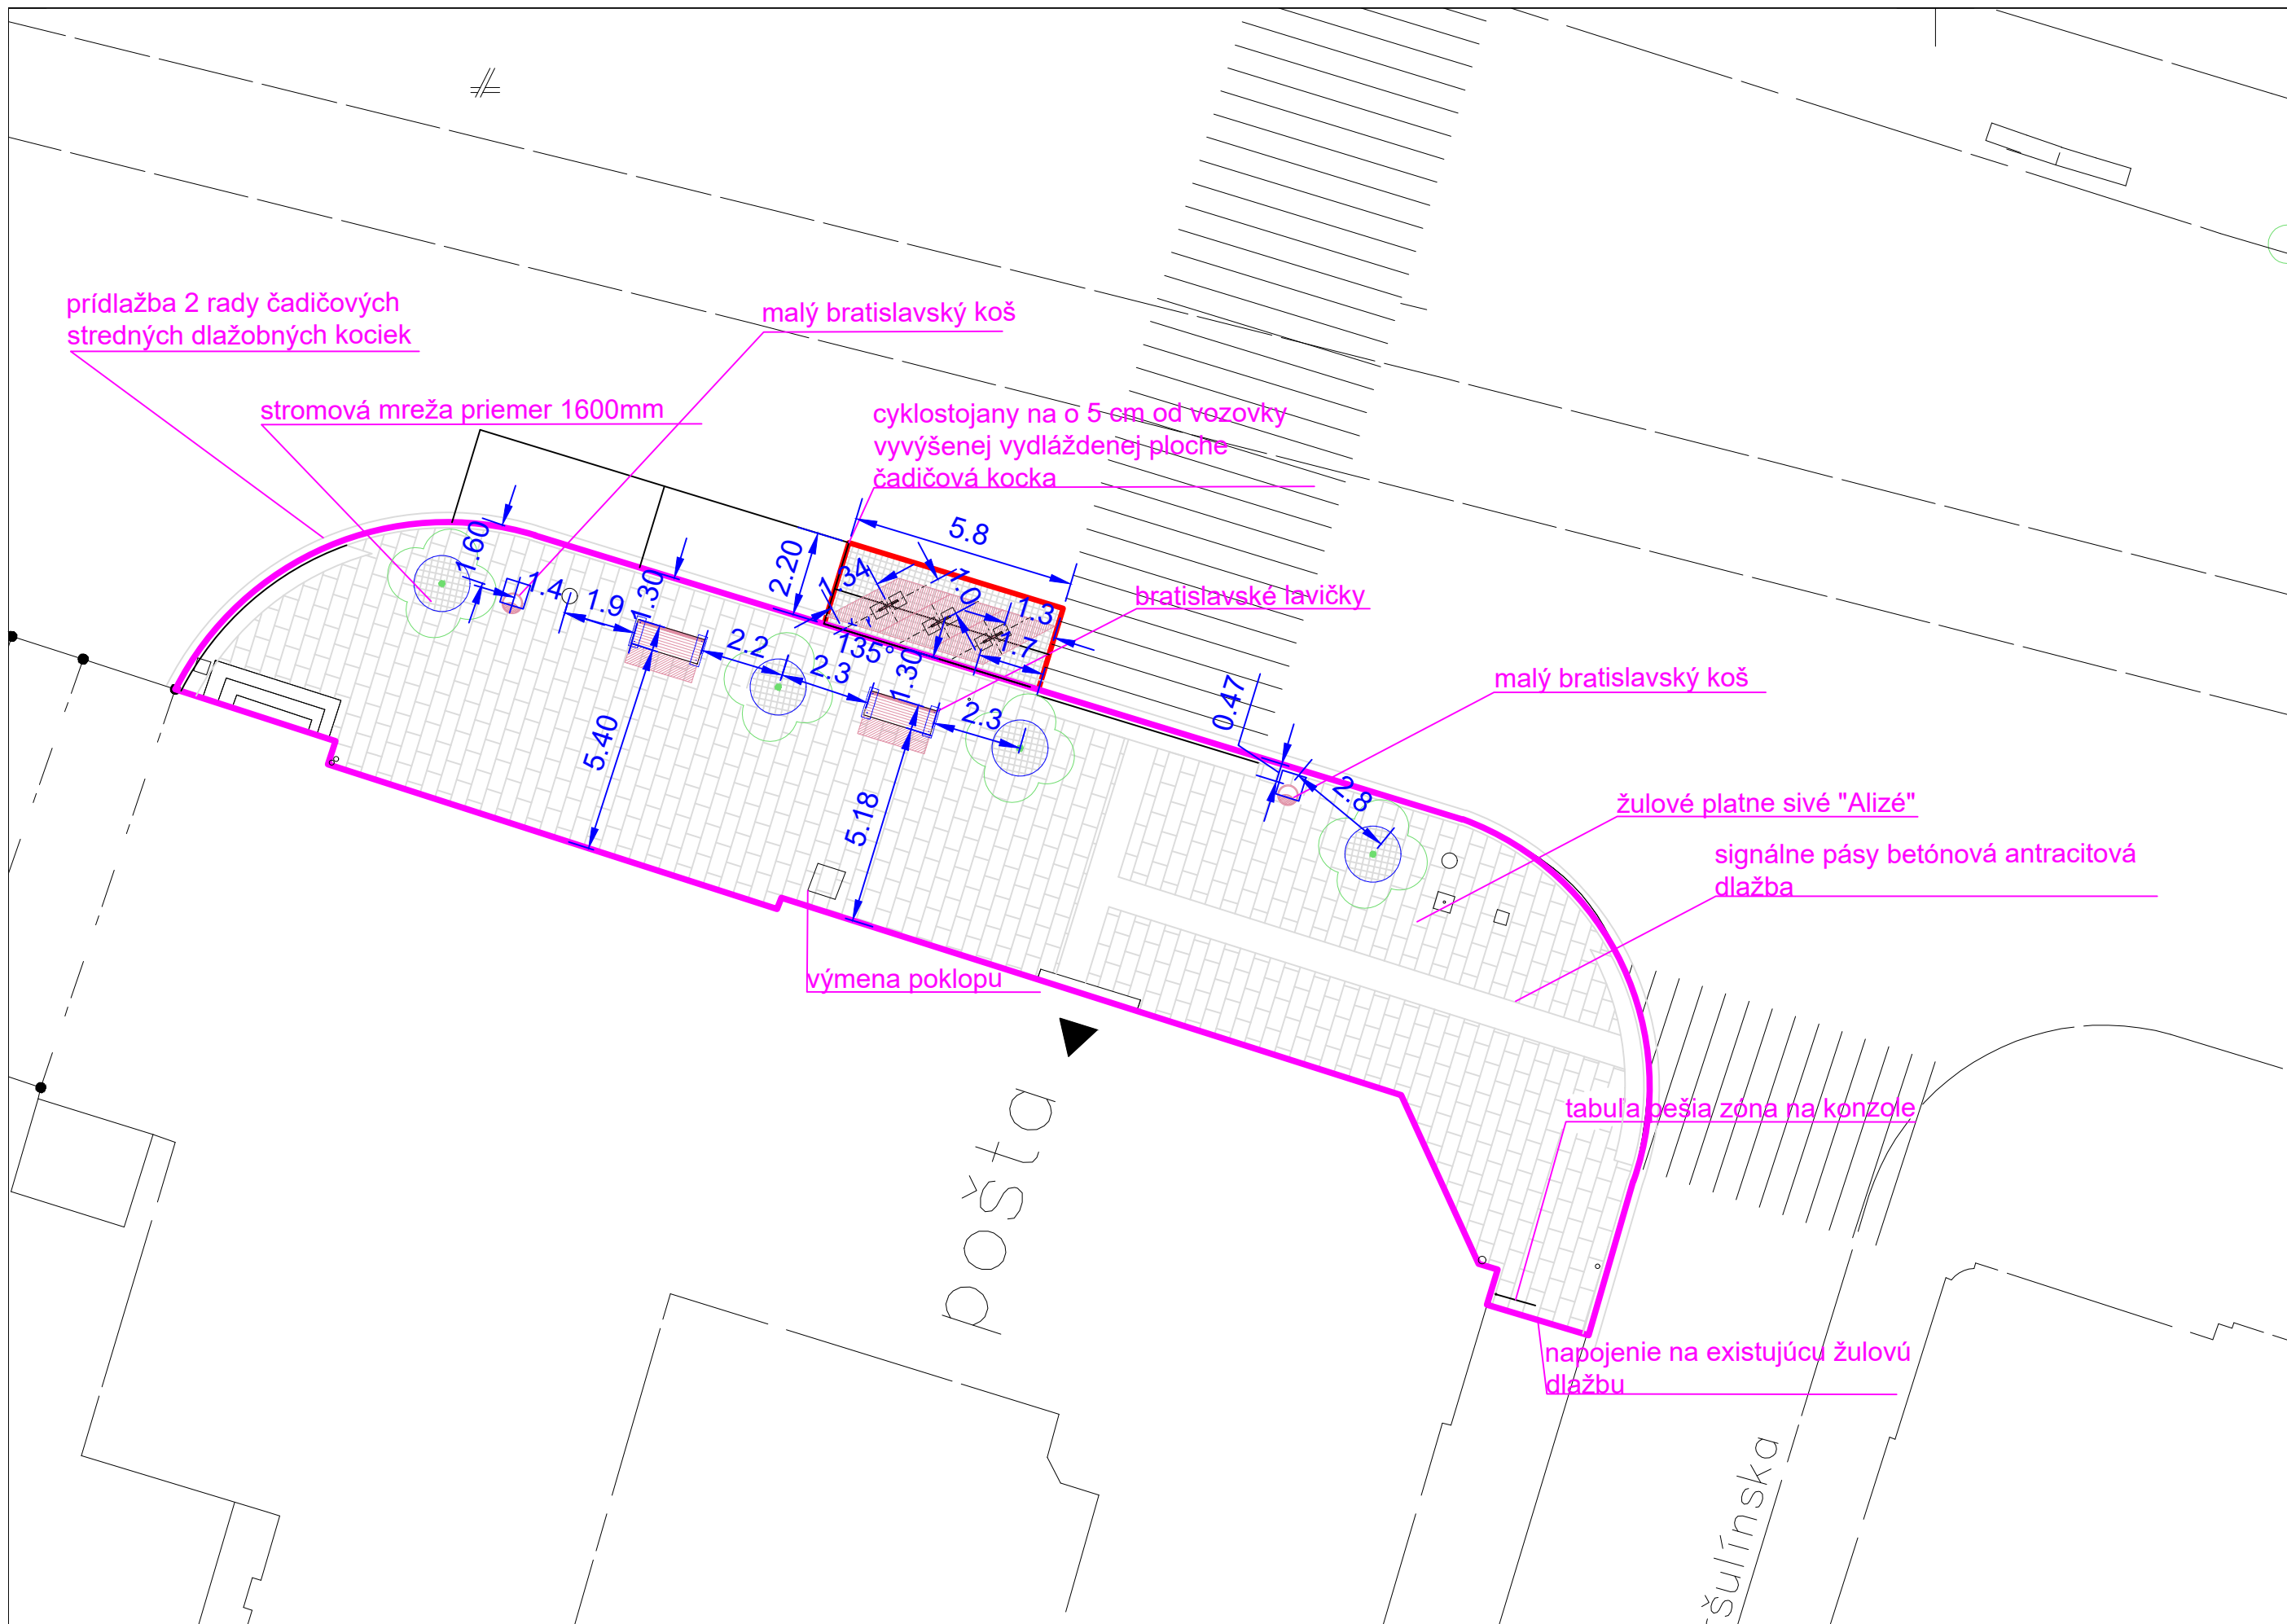 prídlažba 2 rady čadičových
stredných dlažobných kociek
malý bratislavský koš
stromová mreža priemer 1600mm
cyklostojany na o 5 cm od vozovky
vyvýšenej vydláždenej ploche
čadičová kocka
5.8
1.60
2.20
1.34
1.0
1.4
1.9
1.30
1.3
bratislavské lavičky
2.2
135°
1.7
2.3
1.30
malý bratislavský koš
0.47
2.3
5.40
2.8
5.18
žulové platne sivé "Alizé"
signálne pásy betónová antracitová
dlažba
výmena poklopu
tabuľa pešia zóna na konzole
pošta
napojenie na existujúcu žulovú
dlažbu
šulínska